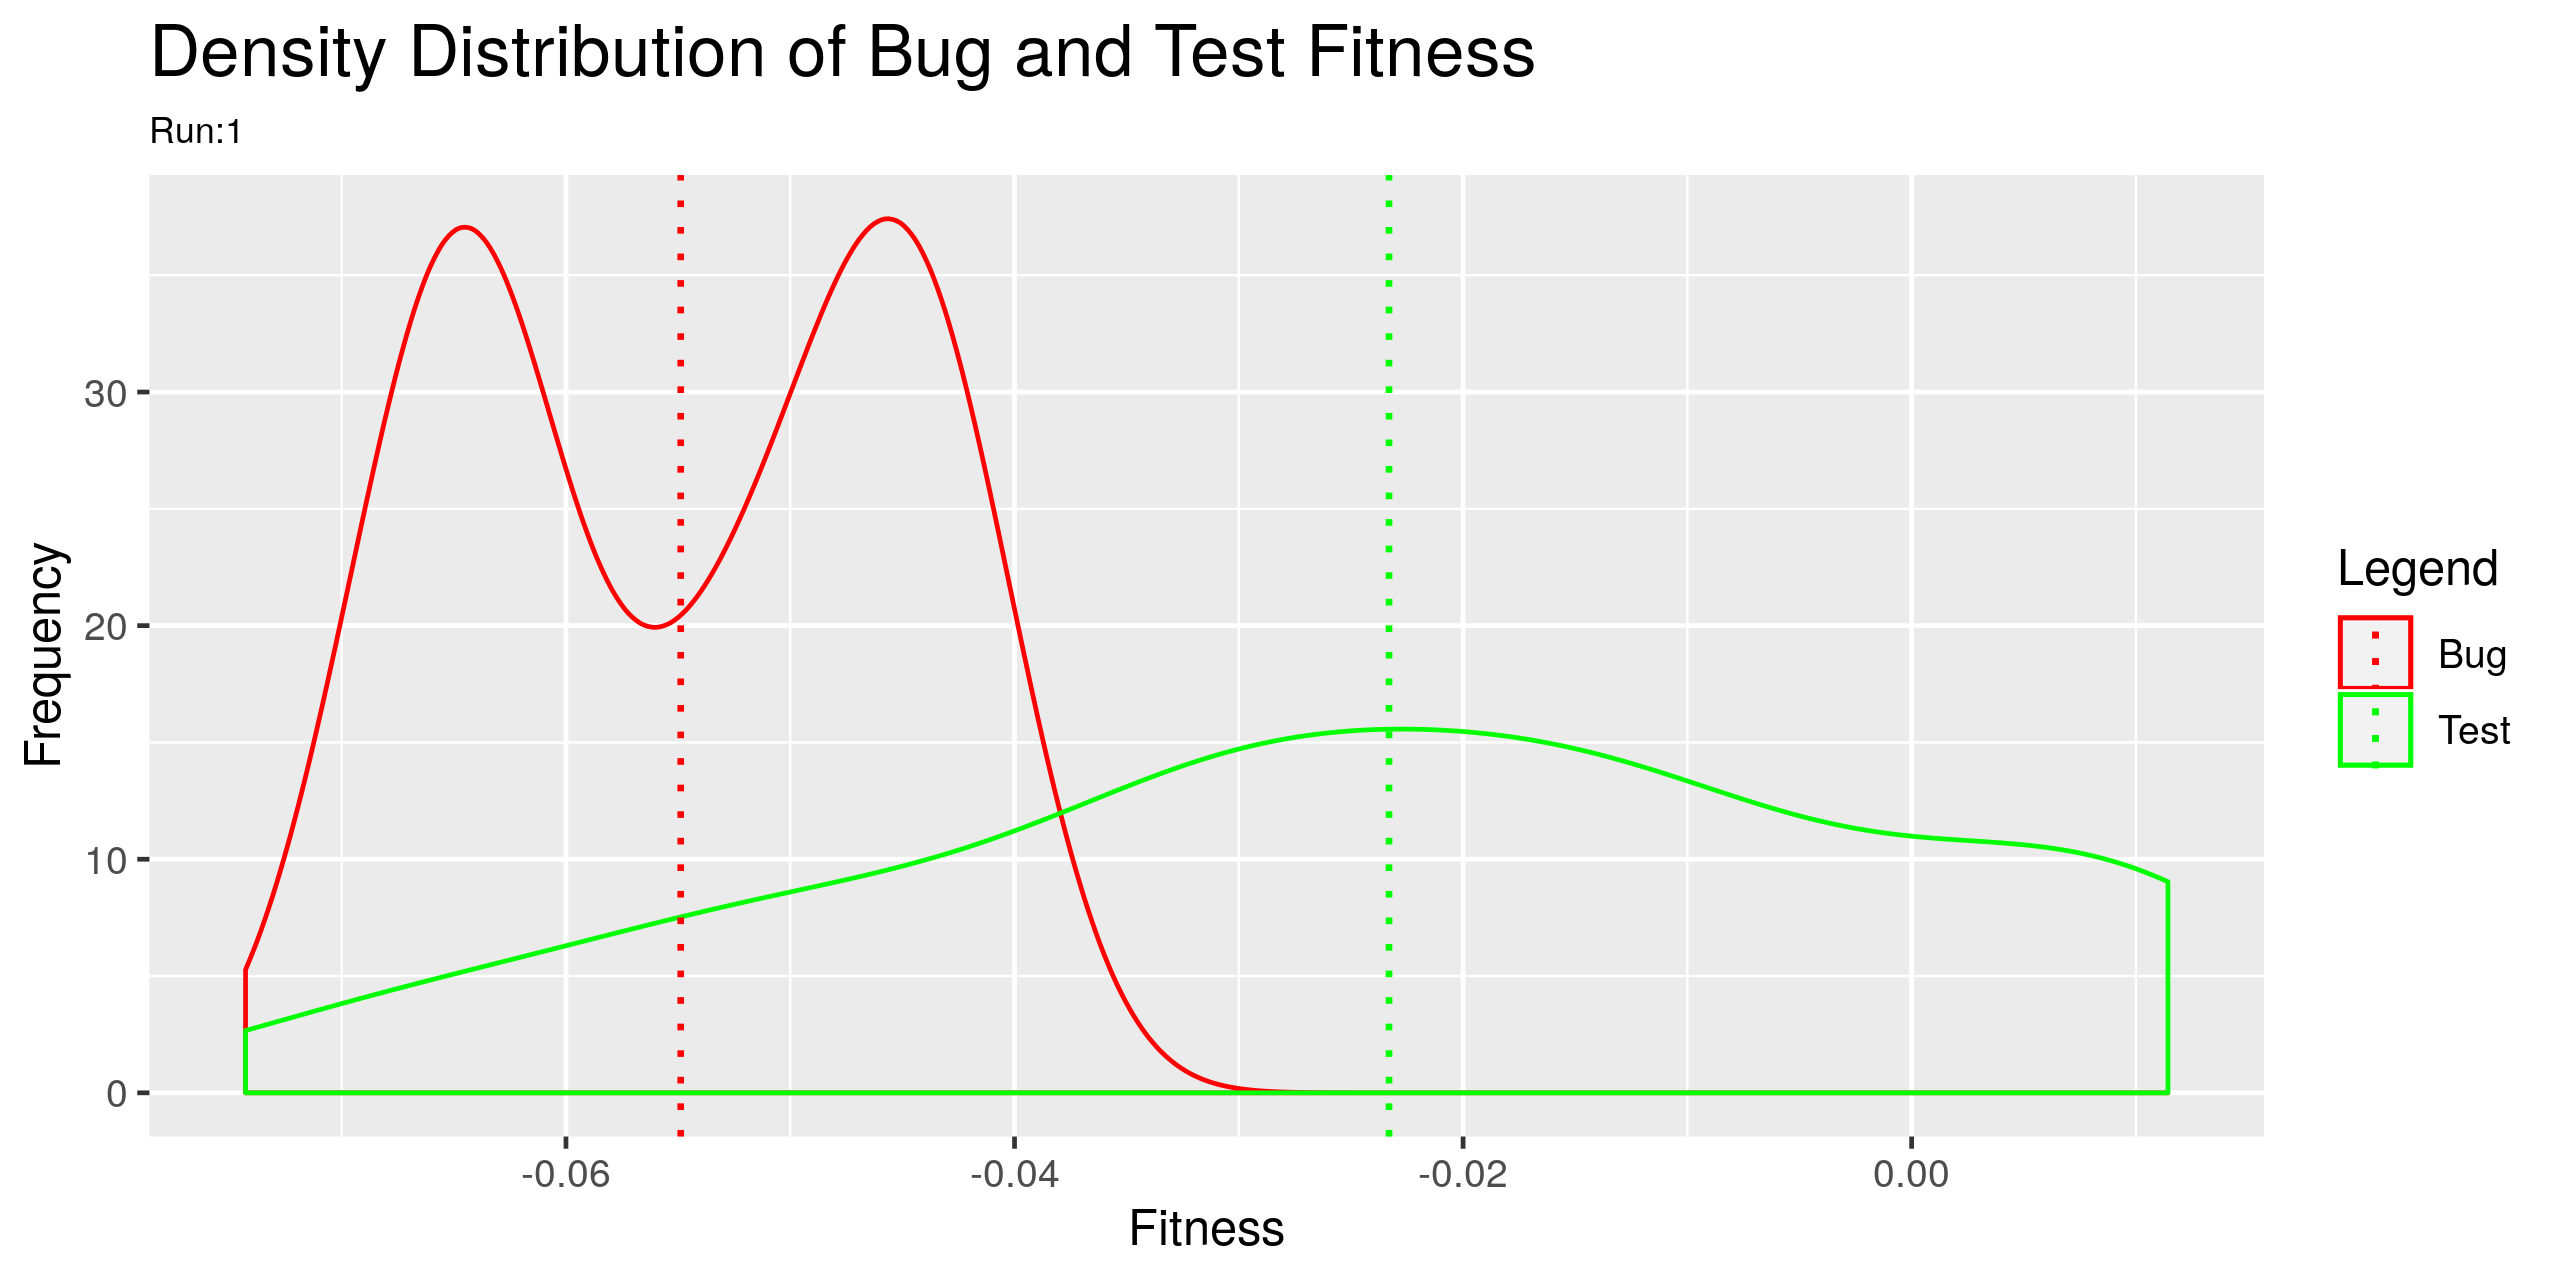 Density Distribution of Bug and Test Fitness
Run:1
30
20
10
0
Frequency
-0.06
-0.04
-0.02
0.00
Fitness
Legend
Bug
Test